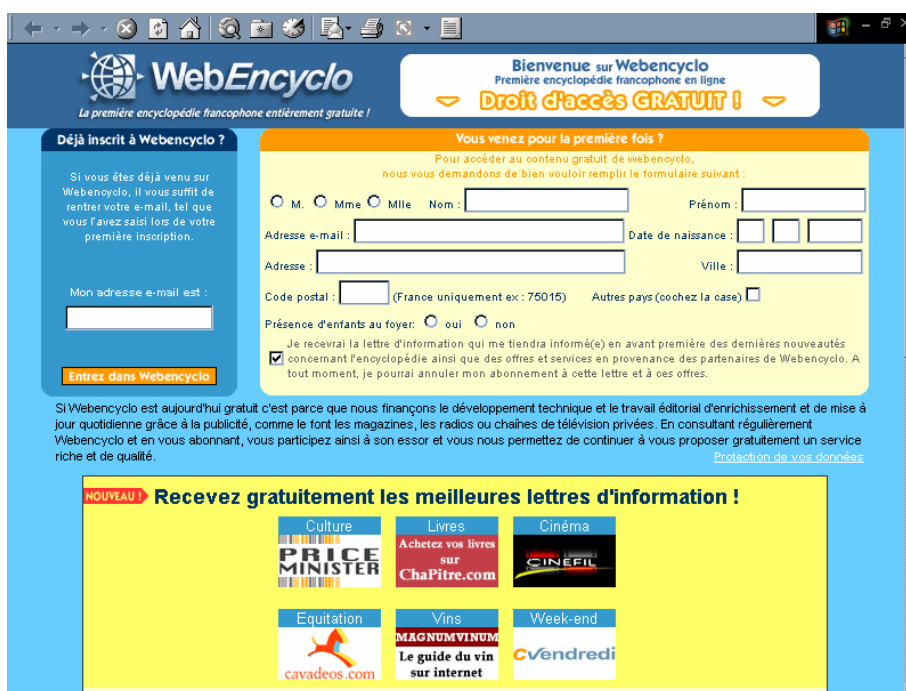 WebEncyclo
La première encyclopédie francophone entièrement gratuite !
Bienvenue sur Webencyclo
Première encyclopédie francophone en ligne
Droit d'accès GRATUIT !
Déjà inscrit à Webencyclo ?
Si vous êtes déjà venu sur
Webencyclo, il vous suffit de
rentrer votre e-mail, tel que
vous l'avez saisi lors de votre
première inscription.
Mon adresse e-mail est :
Entrez dans Webencyclo
Vous venez pour la première fois ?
Pour accéder au contenu gratuit de webencyclo,
nous vous demandons de bien vouloir remplir le formulaire suivant :
M. Mme Mlle Nom : Prénom :
Adresse e-mail : Date de naissance :
Adresse : Ville :
Code postal : (France uniquement ex : 75015) Autres pays (cochez la case)
Présence d'enfants au foyer: oui non
Je recevrai la lettre d'information qui me tiendra informé(e) en avant première des dernières nouveautés
concernant l'encyclopédie ainsi que des offres et services en provenance des partenaires de Webencyclo. A
tout moment, je pourrai annuler mon abonnement à cette lettre et à ces offres.
Si Webencyclo est aujourd'hui gratuit c'est parce que nous finançons le développement technique et le travail éditorial d'enrichissement et de mise à
jour quotidienne grâce à la publicité, comme le font les magazines, les radios ou chaînes de télévision privées. En consultant régulièrement
Webencyclo et en vous abonnant, vous participez ainsi à son essor et vous nous permettez de continuer à vous proposer gratuitement un service
riche et de qualité.
Protection de vos données
NOUVEAU ! Recevez gratuitement les meilleures lettres d'information !
Culture
PRICE
MINISTER
Livres
Achetez vos livres
sur
ChaPitre.com
Cinéma
CINEFIL
Equitation
cavadeos.com
Vins
MAGNUMVINUM
Le guide du vin
sur internet
Week-end
Cvendredi